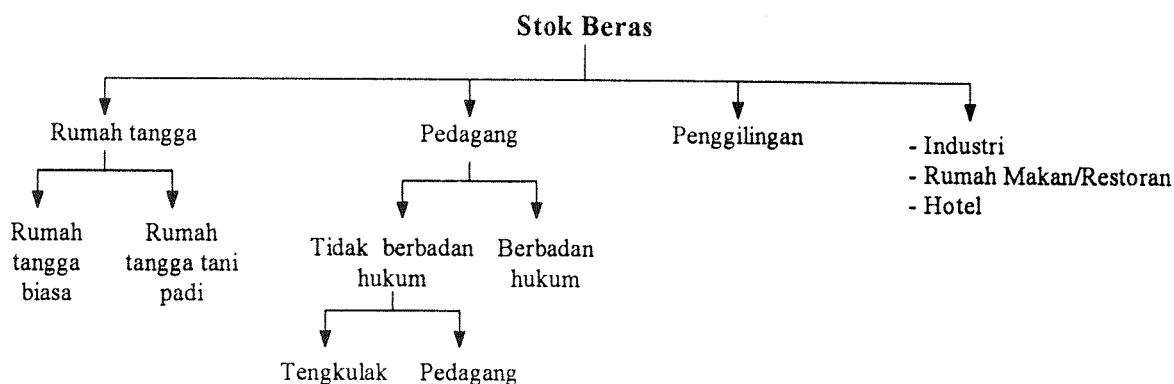 Stok Beras
Rumah tangga
Pedagang
Penggilingan
- Industri
- Rumah Makan/Restoran
- Hotel
Rumah
tangga
biasa
Rumah
tangga tani
padi
Tidak berbadan
hukum
Berbadan
hukum
Tengkulak
Pedagang